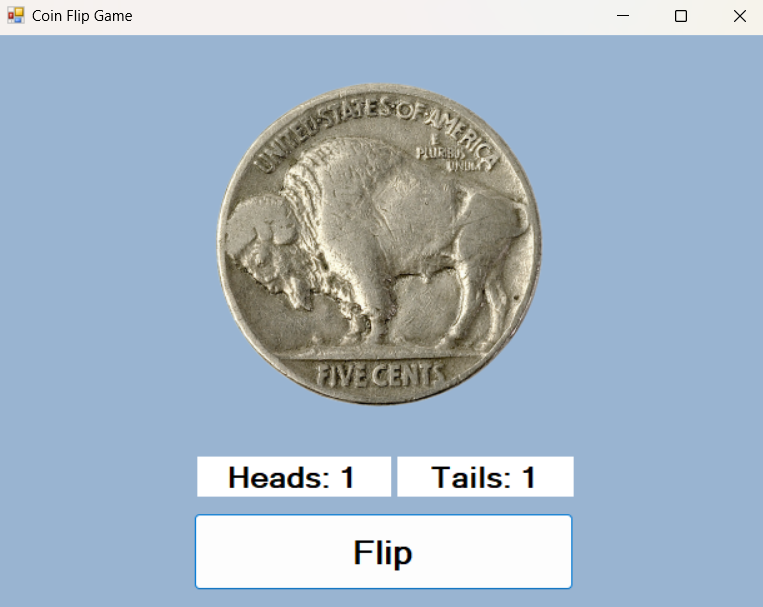 Coin Flip Game
UNITED·STATES·OF·AMERICA
E
PLURIBUS
UNUM
FIVE CENTS
Heads: 1
Tails: 1
Flip